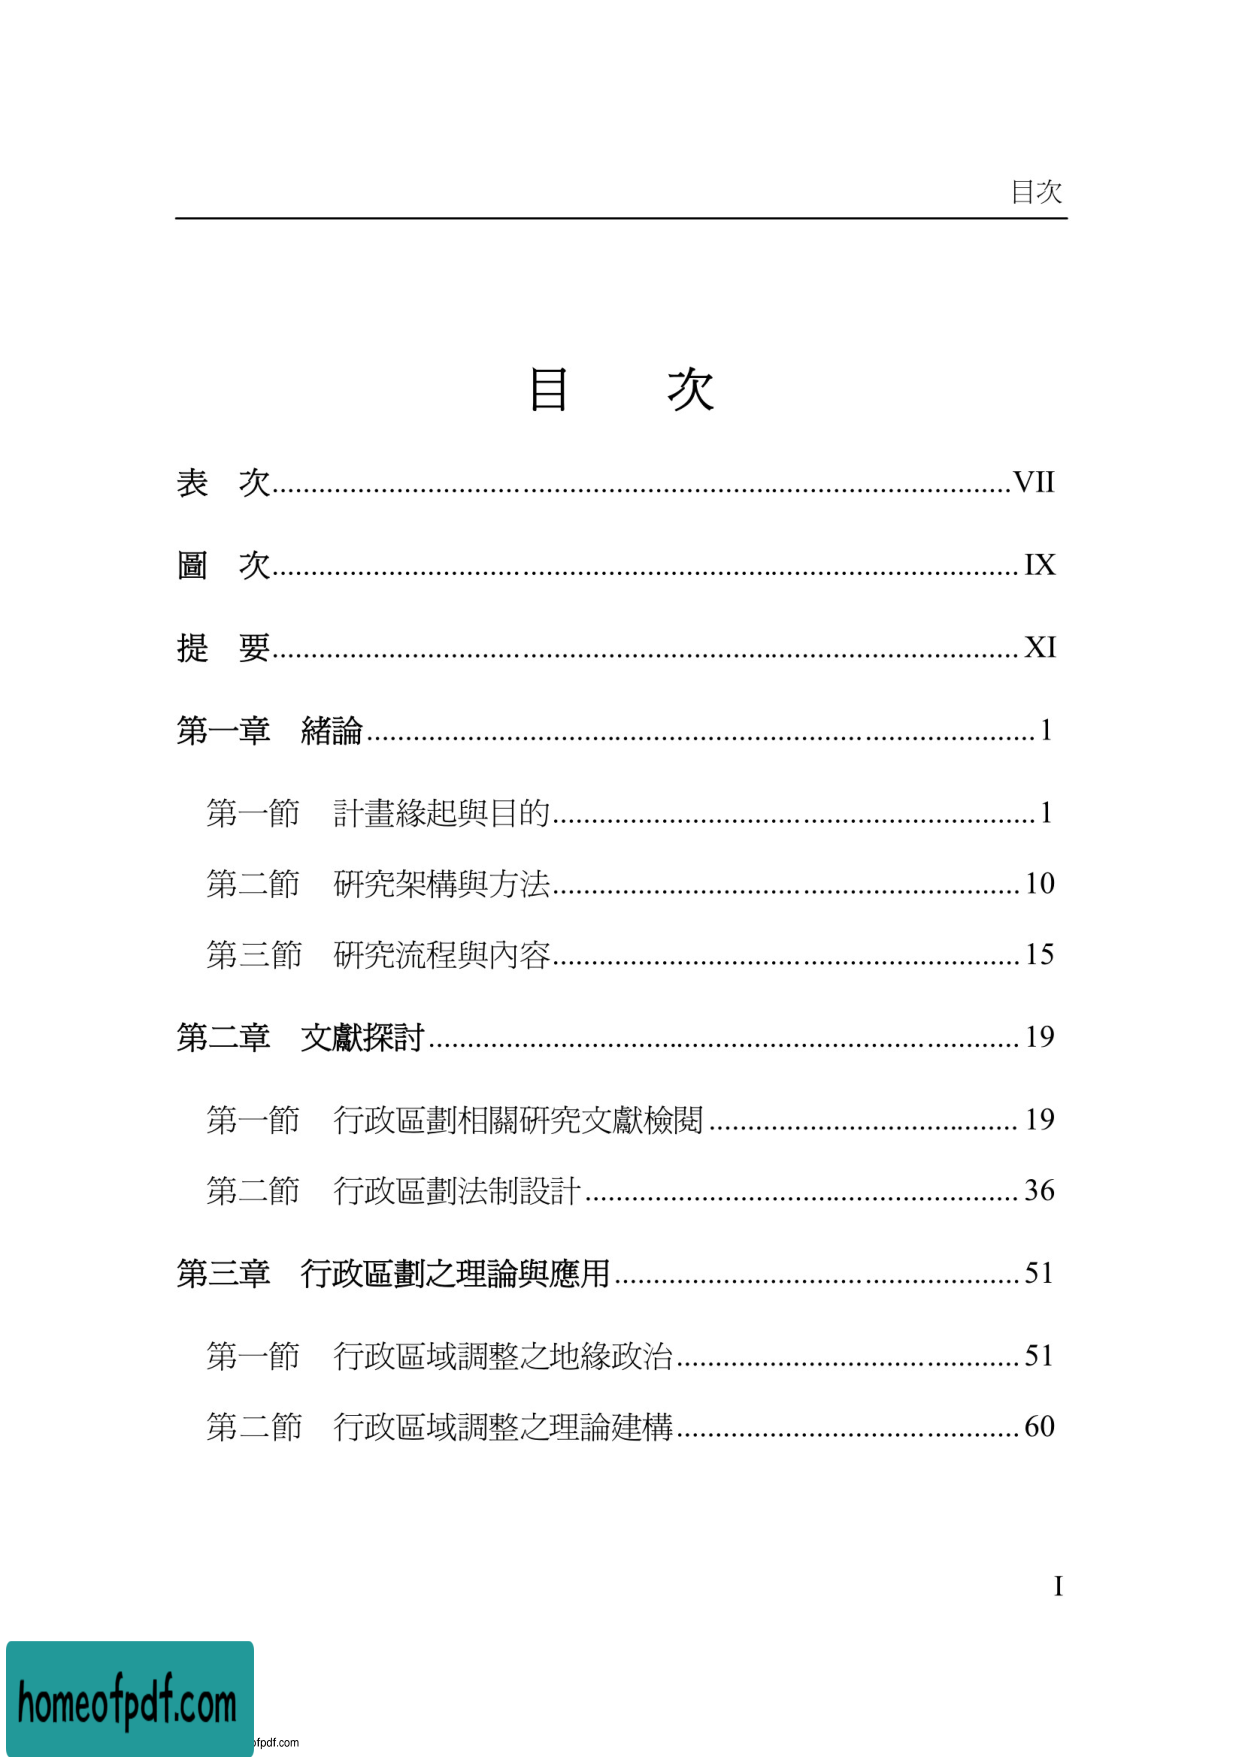 目次
目　　次
表　次................................................VII
圖　次................................................IX
提　要................................................XI
第一章　緒論................................................1
第一節　計畫緣起與目的................................................1
第二節　研究架構與方法................................................10
第三節　研究流程與內容................................................15
第二章　文獻探討................................................19
第一節　行政區劃相關研究文獻檢閱................................................19
第二節　行政區劃法制設計................................................36
第三章　行政區劃之理論與應用................................................51
第一節　行政區域調整之地緣政治................................................51
第二節　行政區域調整之理論建構................................................60
I
homeofpdf.com
ofpdf.com